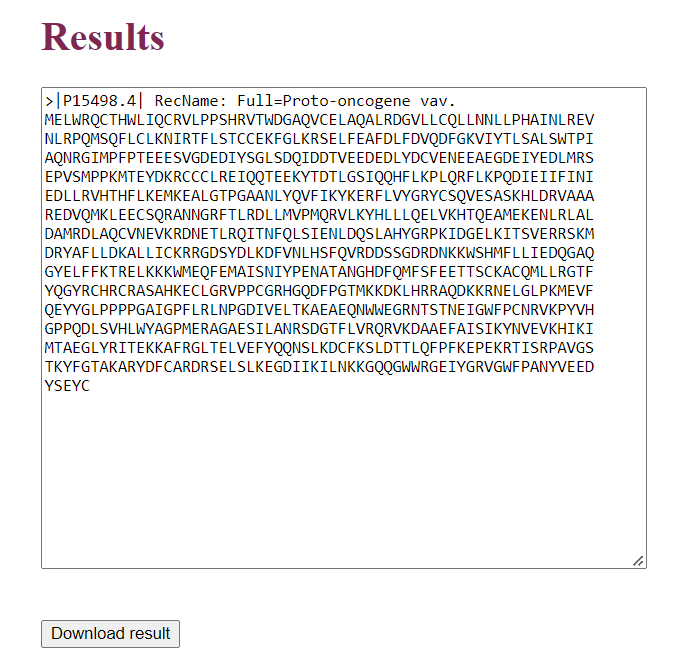 Results
>|P15498.4| RecName: Full=Proto-oncogene vav.
MELWRQCTHWLIQCRVLPPSHRVTWDGAQVCELAQALRDGVLLCQLLNNLLPHAINLREV
NLRPQMSQFLCLKNIRTFLSTCCEKFGLKRSELFEAFDLFDVQDFGKVIYTLSALSWTPI
AQNRGIMPFPTEEESVGDEDIYSGLSDQIDDTVEEDEDLYDCVENEEAEGDEIYEDLMRS
EPVSMPPKMTEYDKRCCCLREIQQTEEKYTDTLGSIQQHFLKPLQRFLKPQDIEIIFINI
EDLLRVHTHFLKEMKEALGTPGAANLYQVFIKYKERFLVYGRYCSQVESASKHLDRVAAA
REDVQMKLEECSQRANNGRFTLRDLLMVPMQRVLKYHLLLQELVKHTQEAMEKENLRLAL
DAMRDLAQCVNEVKRDNETLRQITNFQLSIENLDQSLAHYGRPKIDGELKITSVERRSKM
DRYAFLLDKALLICKRRGDSYDLKDFVNLHSFQVRDDSSGDRDNKKWSHMFLLIEDQGAQ
GYELFFKTRELKKKWMEQFEMAISNIYPENATANGHDFQMFSFEETTSCKACQMLLRGTF
YQGYRCHRCRASAHKECLGRVPPCGRHGQDFPGTMKKDKLHRRAQDKKRNELGLPKMEVF
QEYYGLPPPPGAIGPFLRLNPGDIVELTKAEAEQNWWEGRNTSTNEIGWFPCNRVKPYVH
GPPQDLSVHLWYAGPMERAGAESILANRSDGTFLVRQRVKDAAEFAISIKYNVEVKHIKI
MTAEGLYRITEKKAFRGLTELVEFYQQNSLKDCFKSLDTTLQFPFKEPEKRTISRPAVGS
TKYFGTAKARYDFCARDRSELSLKEGDIIKILNKKGQQGWWRGEIYGRVGWFPANYVEED
YSEYC
Download result